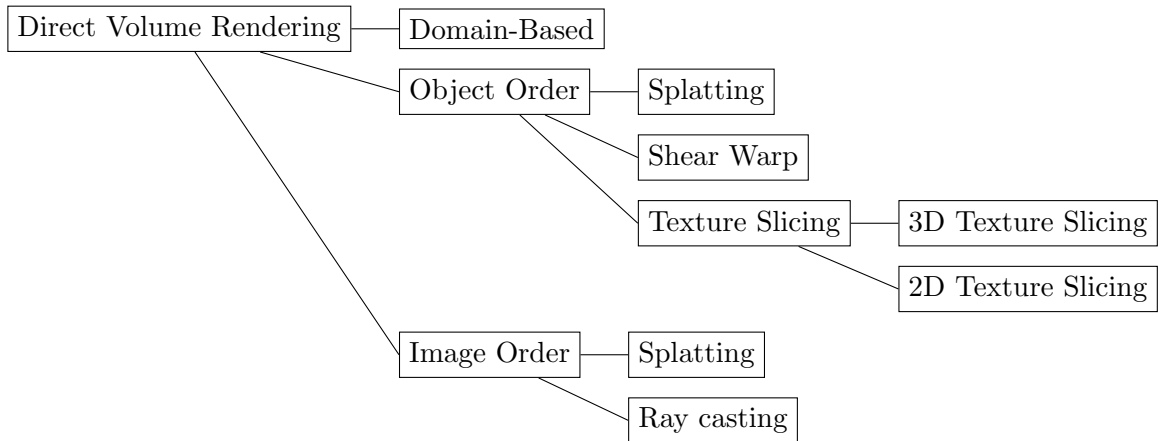 Direct Volume Rendering
Domain-Based
Object Order
Splatting
Shear Warp
Texture Slicing
3D Texture Slicing
2D Texture Slicing
Image Order
Splatting
Ray casting